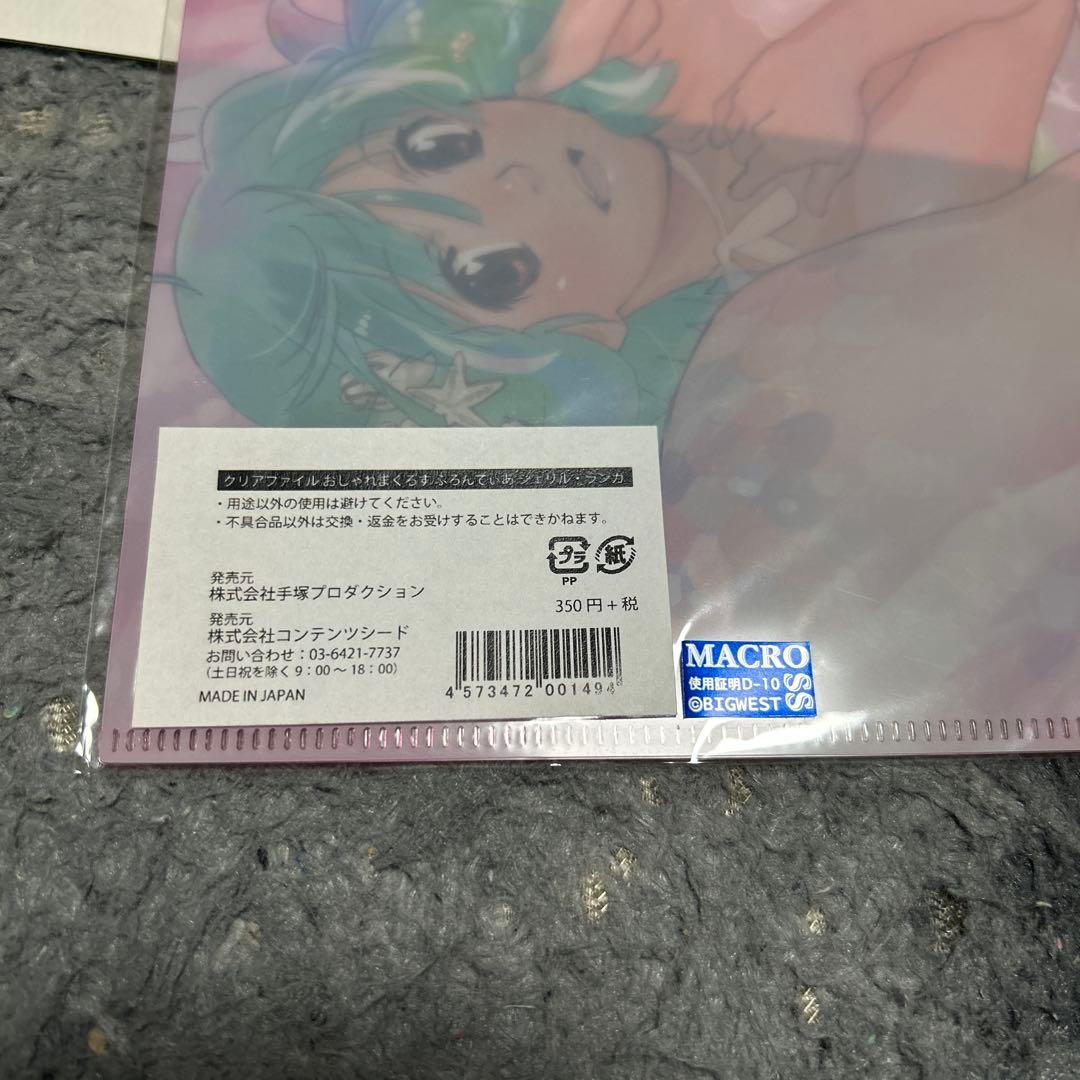 クリアファイル おしゃれまくろすふろんてぃあ シェリル・ランカ
・用途以外の使用は避けてください。
・不具合品以外は交換・返金をお受けすることはできかねます。
プラ
PP
紙
350円+税
発売元
株式会社手塚プロダクション
発売元
株式会社コンテンツシード
お問い合わせ：03-6421-7737
（土日祝を除く 9：00～18：00）
MADE IN JAPAN
4 573472 001494
MACROSS
使用証明D-10
©BIGWEST